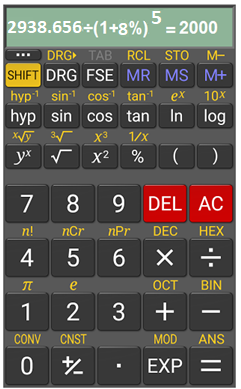 2938.656÷(1+8%) 5 = 2000
... DRG▸ TAB RCL STO M–
SHIFT DRG FSE MR MS M+
hyp⁻¹ sin⁻¹ cos⁻¹ tan⁻¹ eˣ 10ˣ
hyp sin cos tan ln log
ˣ√y ³√ x³ 1/x
yˣ √ x² % ( )
7 8 9 DEL AC
n! nCr nPr DEC HEX
4 5 6 × ÷
π e OCT BIN
1 2 3 + −
CONV CNST MOD ANS
0 +/− · EXP =